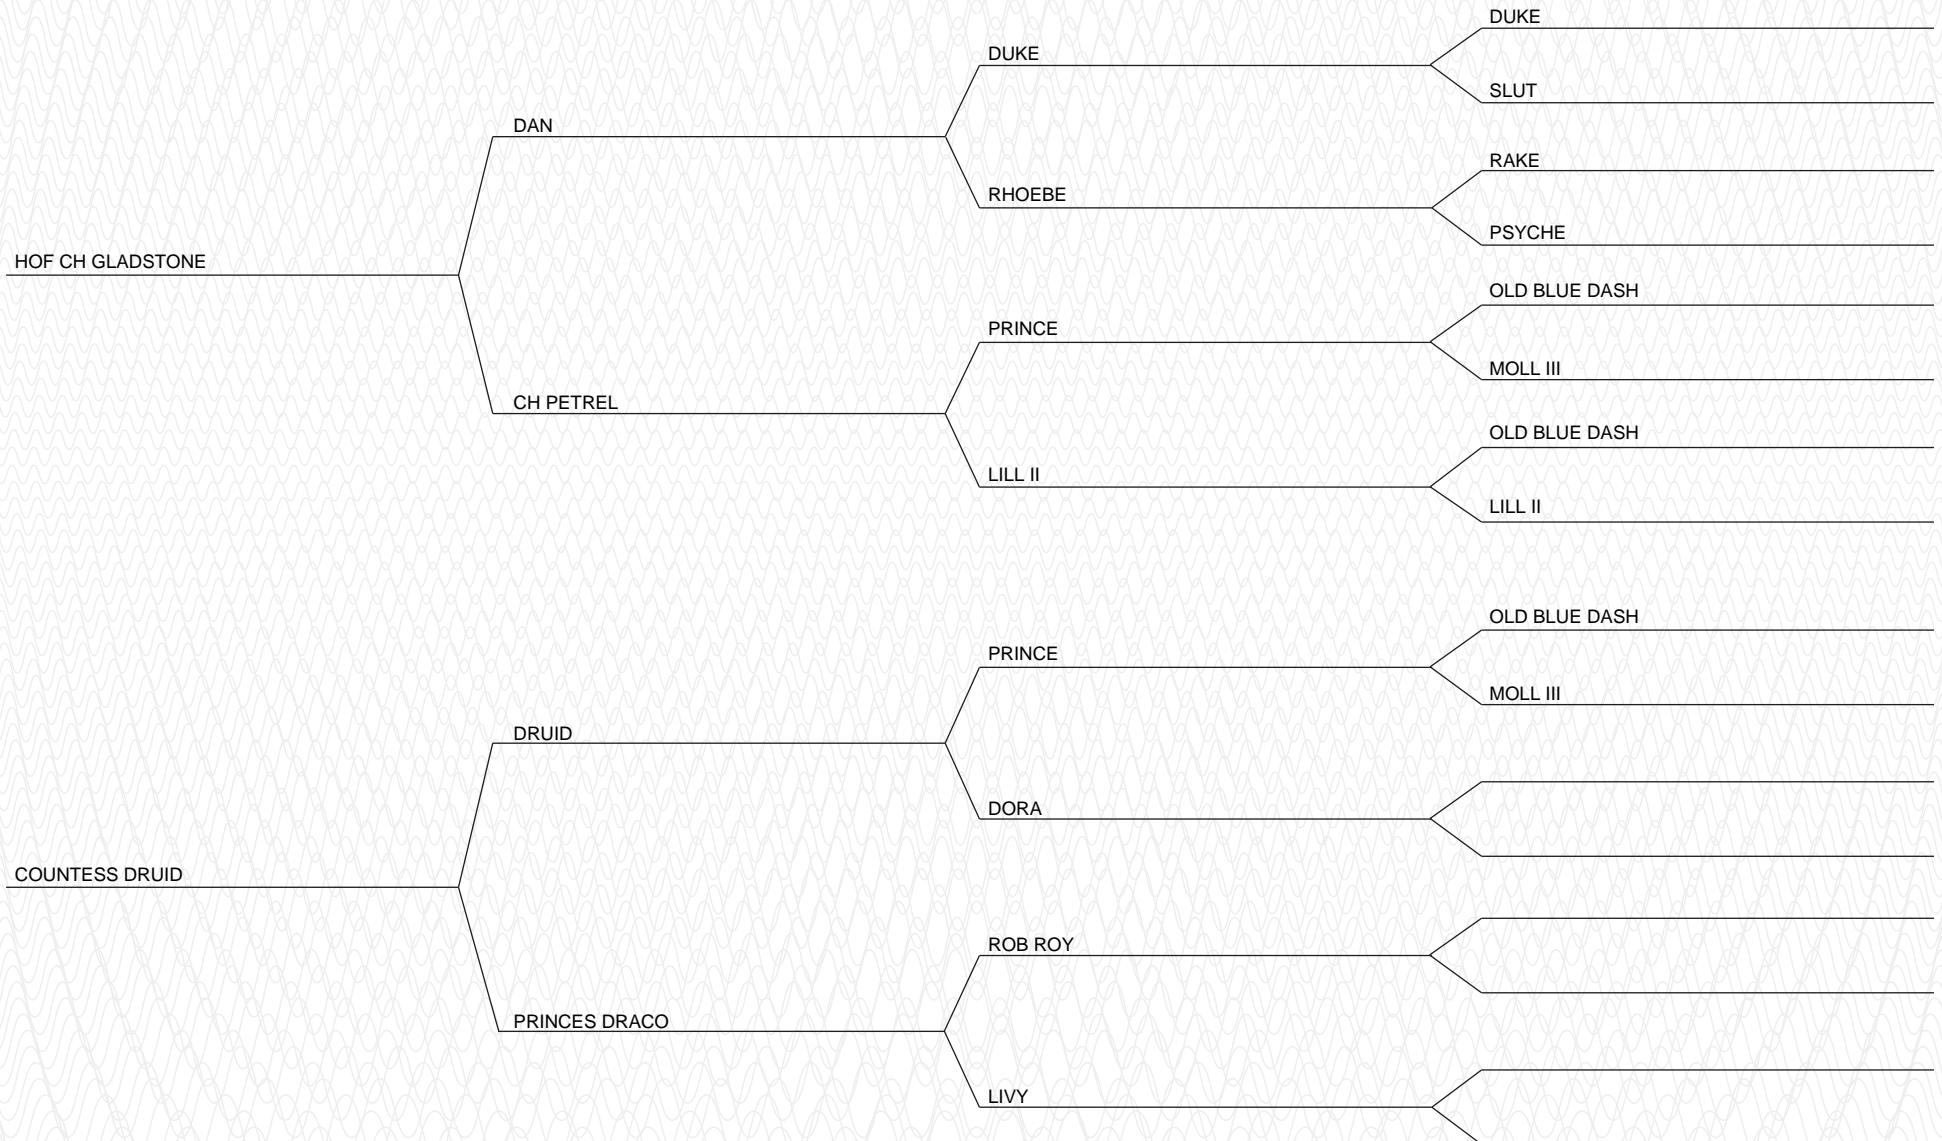 DUKE
DUKE
SLUT
DAN
RAKE
RHOEBE
PSYCHE
HOF CH GLADSTONE
OLD BLUE DASH
PRINCE
MOLL III
CH PETREL
OLD BLUE DASH
LILL II
LILL II
OLD BLUE DASH
PRINCE
MOLL III
DRUID
DORA
COUNTESS DRUID
ROB ROY
PRINCES DRACO
LIVY